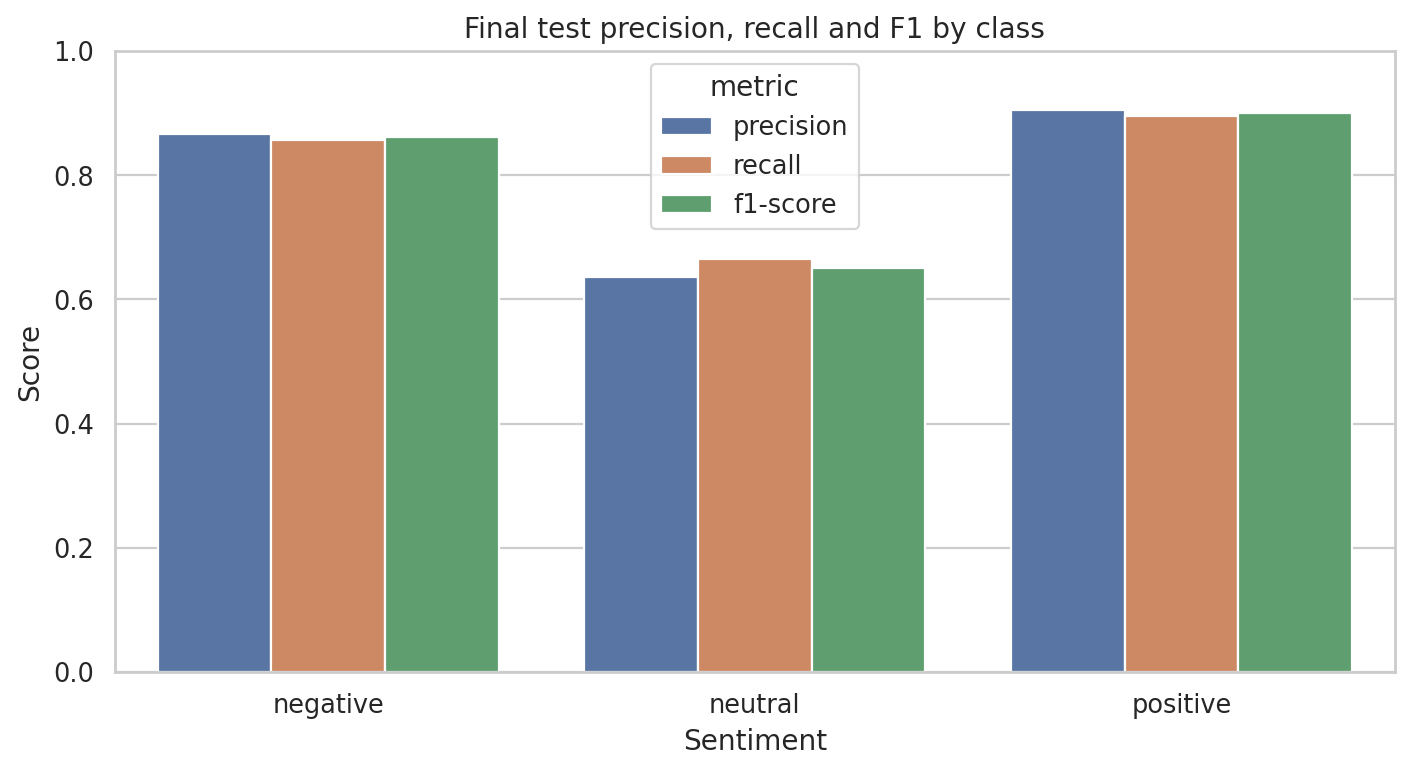 Final test precision, recall and F1 by class
1.0
0.8
0.6
0.4
0.2
0.0
Score
metric
precision
recall
f1-score
negative
neutral
positive
Sentiment